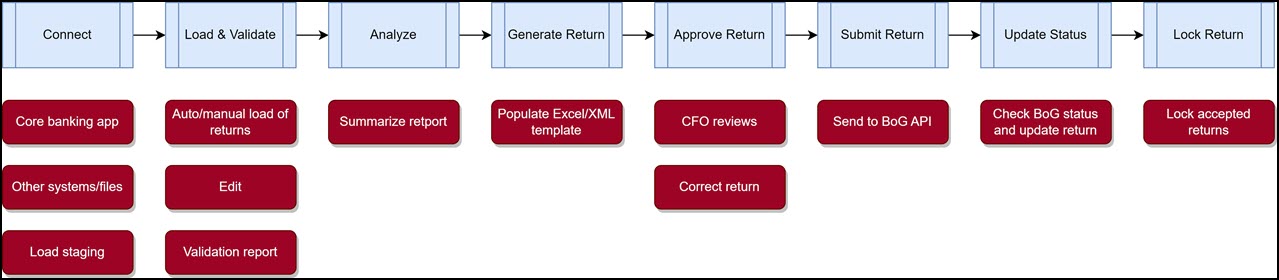 Connect
Load & Validate
Analyze
Generate Return
Approve Return
Submit Return
Update Status
Lock Return
Core banking app
Auto/manual load of
returns
Summarize retport
Populate Excel/XML
template
CFO reviews
Send to BoG API
Check BoG status
and update return
Lock accepted
returns
Other systems/files
Edit
Correct return
Load staging
Validation report